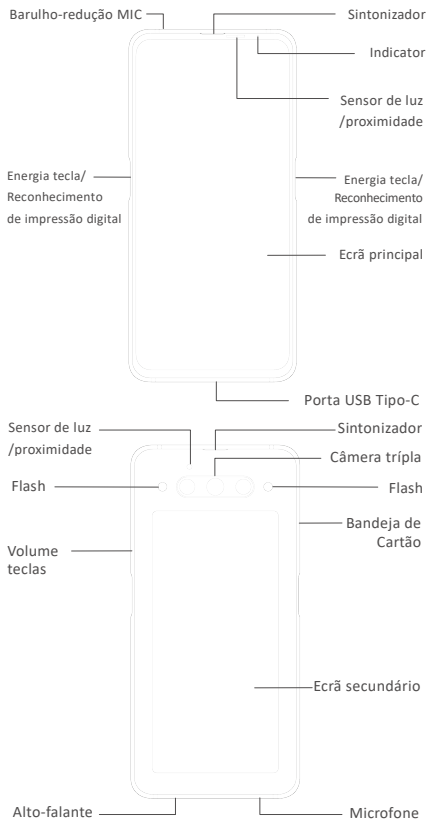 Barulho-redução MIC
Sintonizador
Indicator
Sensor de luz
/proximidade
Energia tecla/
Reconhecimento
de impressão digital
Energia tecla/
Reconhecimento
de impressão digital
Ecrã principal
Porta USB Tipo-C
Sensor de luz
/proximidade
Sintonizador
Câmera trípla
Flash
Flash
Bandeja de
Cartão
Volume
teclas
Ecrã secundário
Alto-falante
Microfone